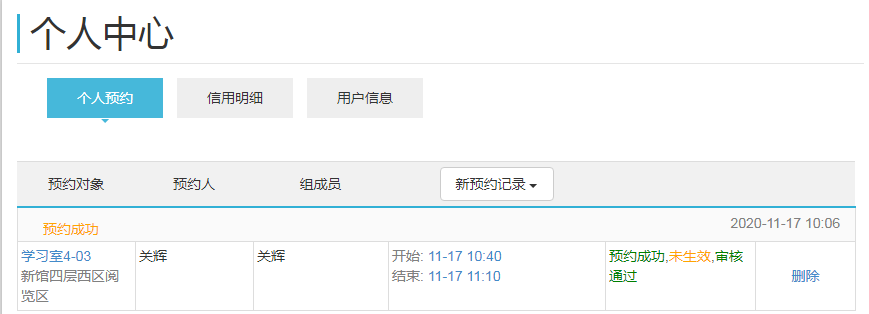 个人中心
个人预约 信用明细 用户信息
预约对象 预约人 组成员 新预约记录
预约成功 2020-11-17 10:06
学习室4-03 关辉 关辉 开始: 11-17 10:40 预约成功,未生效,审核 删除
新馆四层西区阅 结束: 11-17 11:10 通过
览区